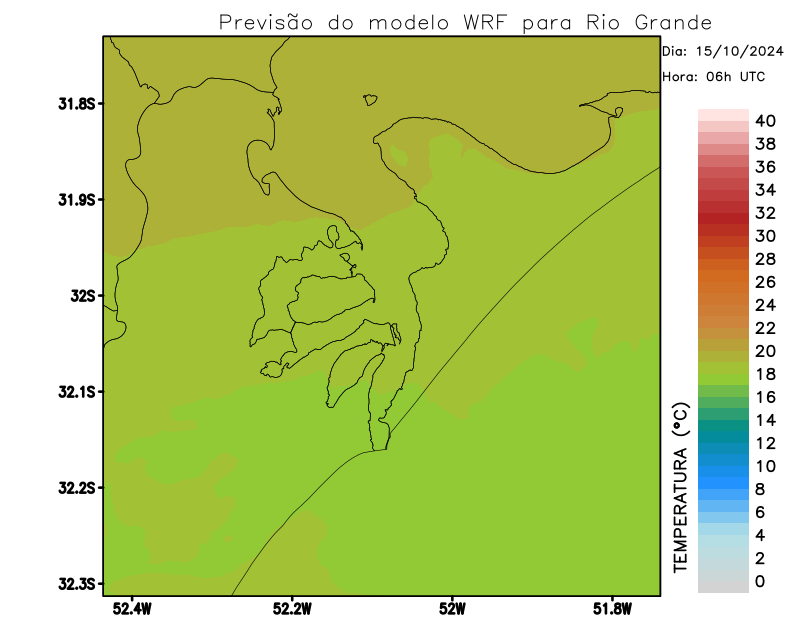 Previsão do modelo WRF para Rio Grande
Dia: 15/10/2024
Hora: 06h UTC
31.8S
31.9S
32S
32.1S
32.2S
32.3S
52.4W
52.2W
52W
51.8W
TEMPERATURA (°C)
40
38
36
34
32
30
28
26
24
22
20
18
16
14
12
10
8
6
4
2
0